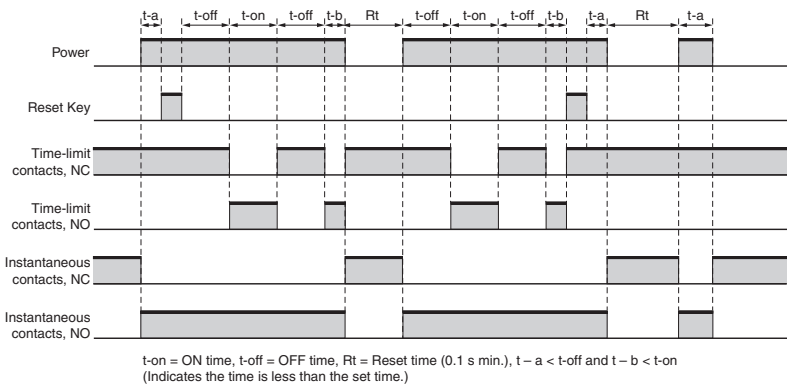 t-a t-off t-on t-off t-b Rt t-off t-on t-off t-b t-a Rt t-a
Power
Reset Key
Time-limit
contacts, NC
Time-limit
contacts, NO
Instantaneous
contacts, NC
Instantaneous
contacts, NO
t-on = ON time, t-off = OFF time, Rt = Reset time (0.1 s min.), t – a < t-off and t – b < t-on
(Indicates the time is less than the set time.)